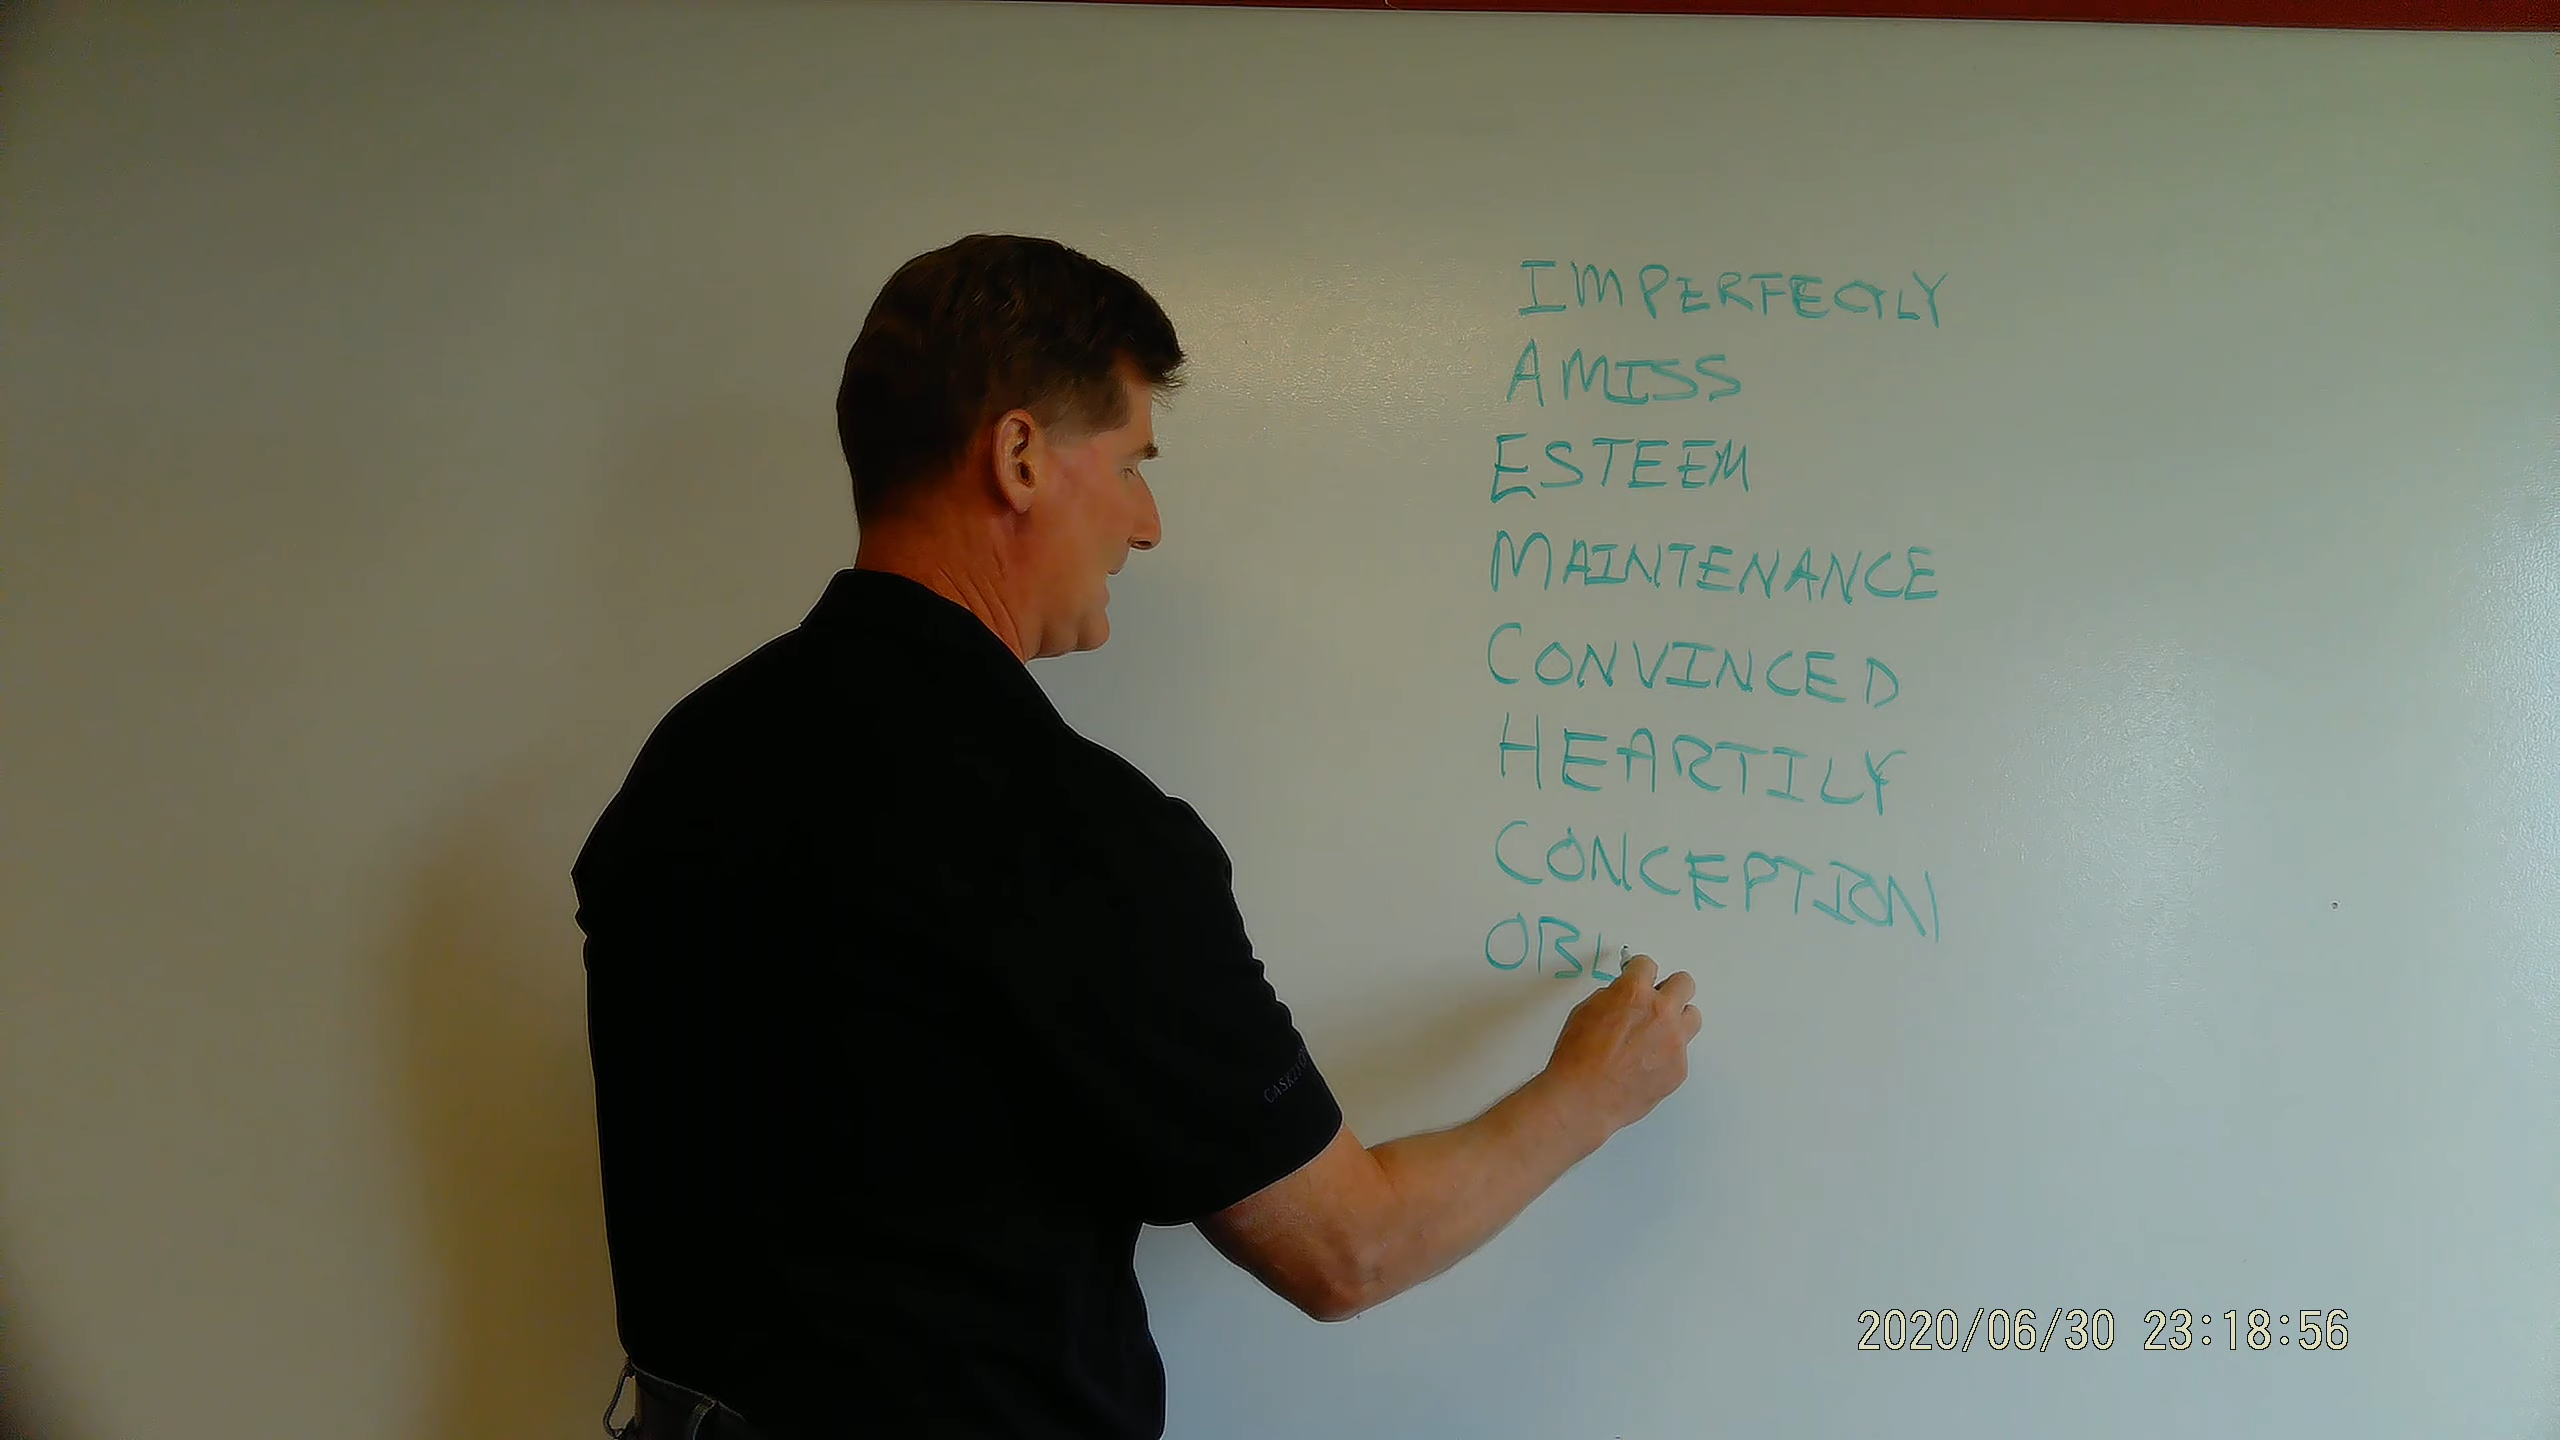 IMPERFECTLY
AMISS
ESTEEM
MAINTENANCE
CONVINCED
HEARTILY
CONCEPTION
OBL
2020/06/30 23:18:56